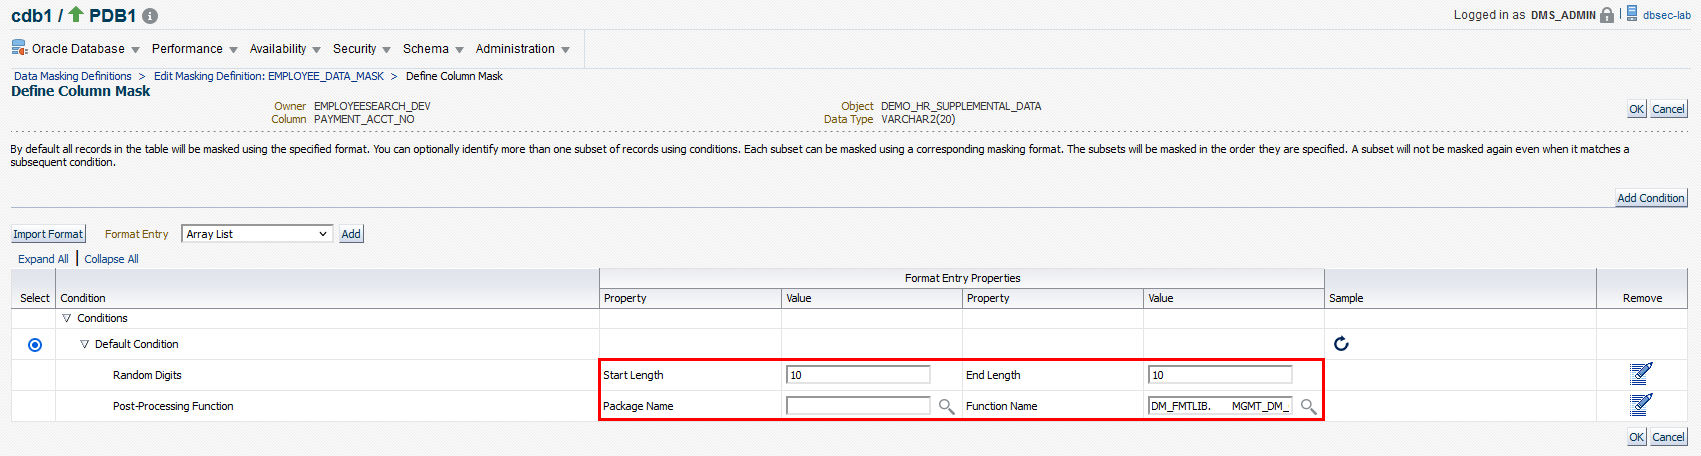 cdb1 / PDB1
Logged in as DMS_ADMIN | dbsec-lab
Oracle Database Performance Availability Security Schema Administration
Data Masking Definitions > Edit Masking Definition: EMPLOYEE_DATA_MASK > Define Column Mask
Define Column Mask
Owner EMPLOYEESEARCH_DEV Object DEMO_HR_SUPPLEMENTAL_DATA
Column PAYMENT_ACCT_NO Data Type VARCHAR2(20)
OK Cancel
By default all records in the table will be masked using the specified format. You can optionally identify more than one subset of records using conditions. Each subset can be masked using a corresponding masking format. The subsets will be masked in the order they are specified. A subset will not be masked again even when it matches a
subsequent condition.
Add Condition
Import Format Format Entry Array List Add
Expand All | Collapse All
Format Entry Properties
Select Condition Property Value Property Value Sample Remove
Conditions
Default Condition
Random Digits Start Length 10 End Length 10
Post-Processing Function Package Name Function Name DM_FMTLIB. MGMT_DM_
OK Cancel